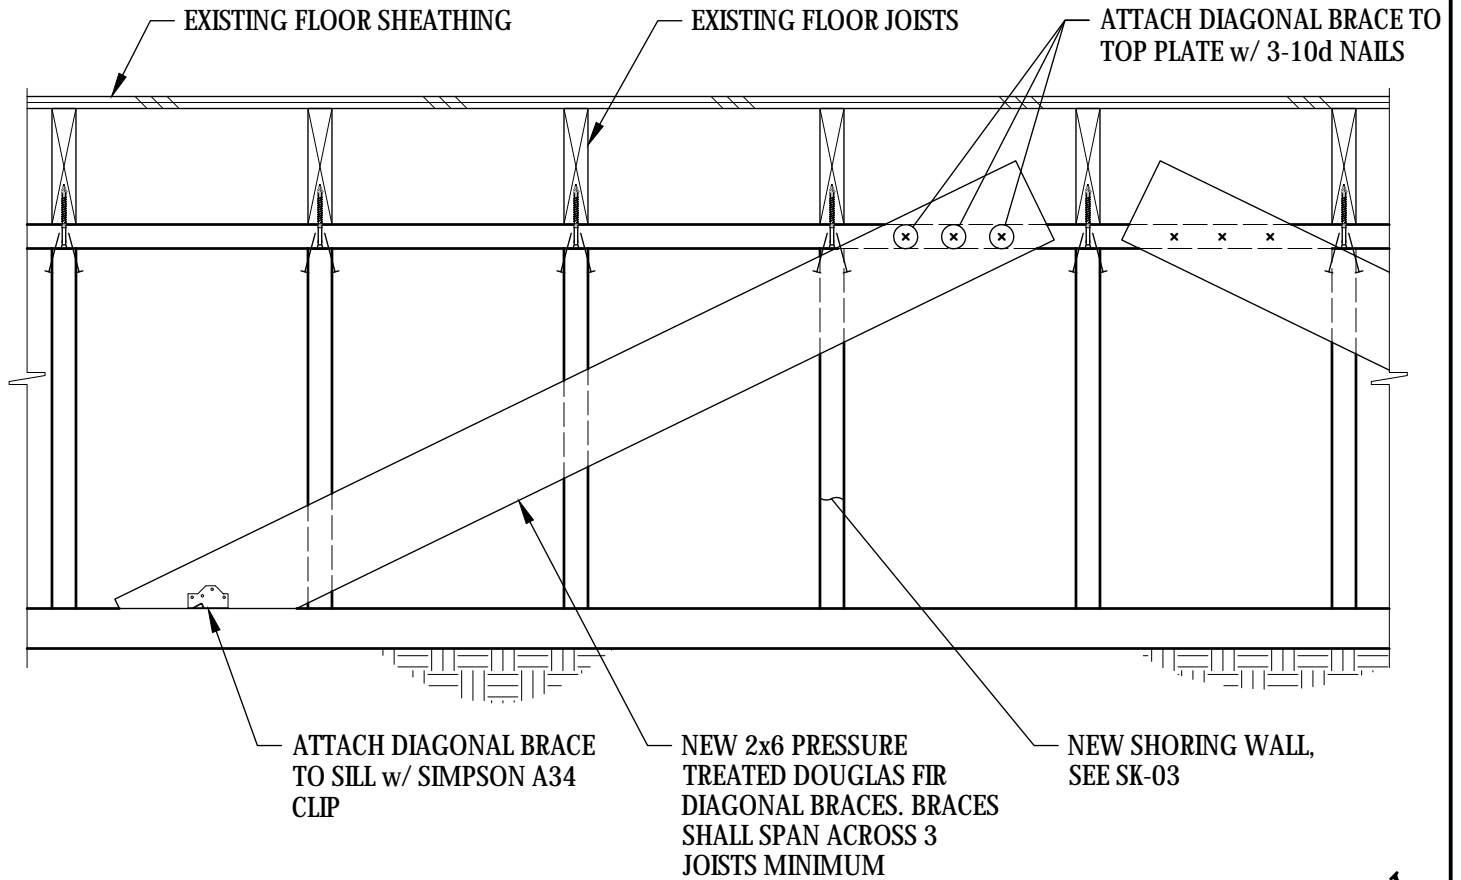 EXISTING FLOOR SHEATHING
EXISTING FLOOR JOISTS
ATTACH DIAGONAL BRACE TO
TOP PLATE w/ 3-10d NAILS
ATTACH DIAGONAL BRACE
TO SILL w/ SIMPSON A34
CLIP
NEW 2x6 PRESSURE
TREATED DOUGLAS FIR
DIAGONAL BRACES. BRACES
SHALL SPAN ACROSS 3
JOISTS MINIMUM
NEW SHORING WALL,
SEE SK-03